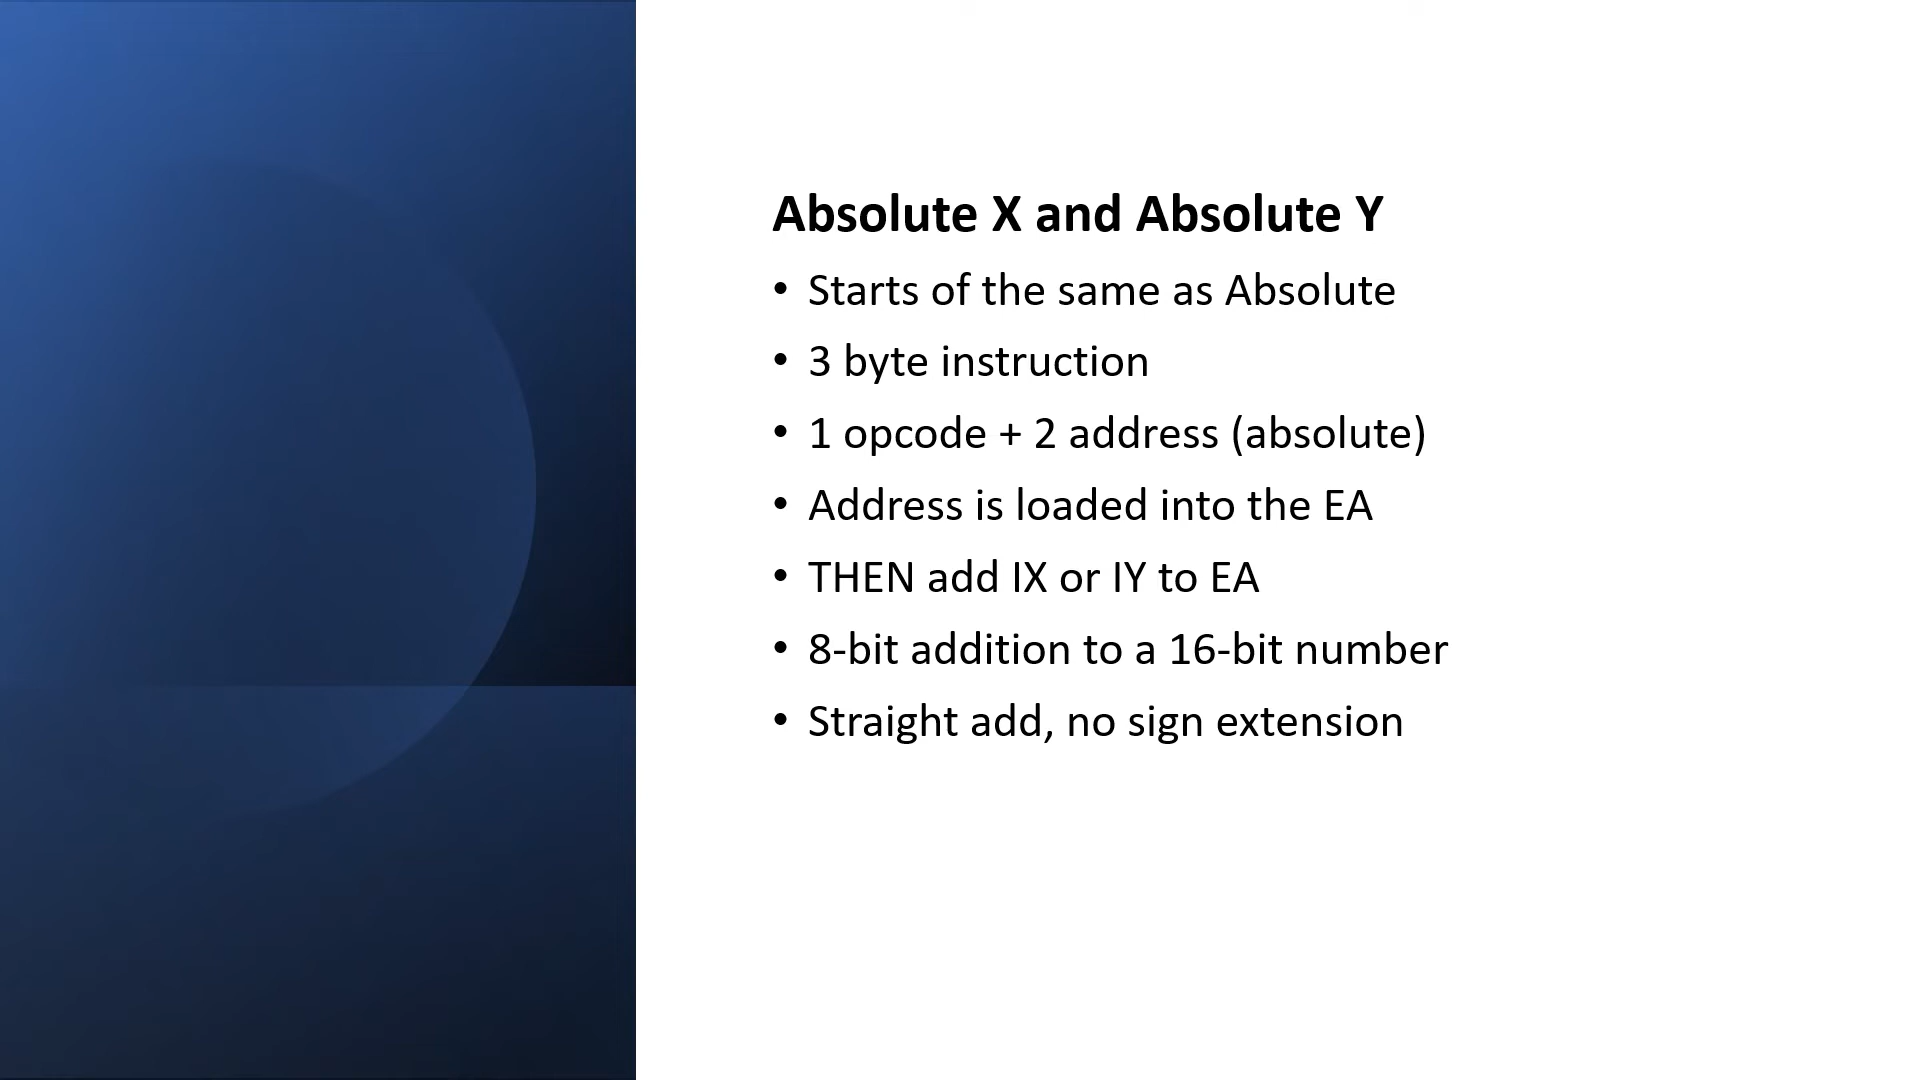 Absolute X and Absolute Y
• Starts of the same as Absolute
• 3 byte instruction
• 1 opcode + 2 address (absolute)
• Address is loaded into the EA
• THEN add IX or IY to EA
• 8-bit addition to a 16-bit number
• Straight add, no sign extension